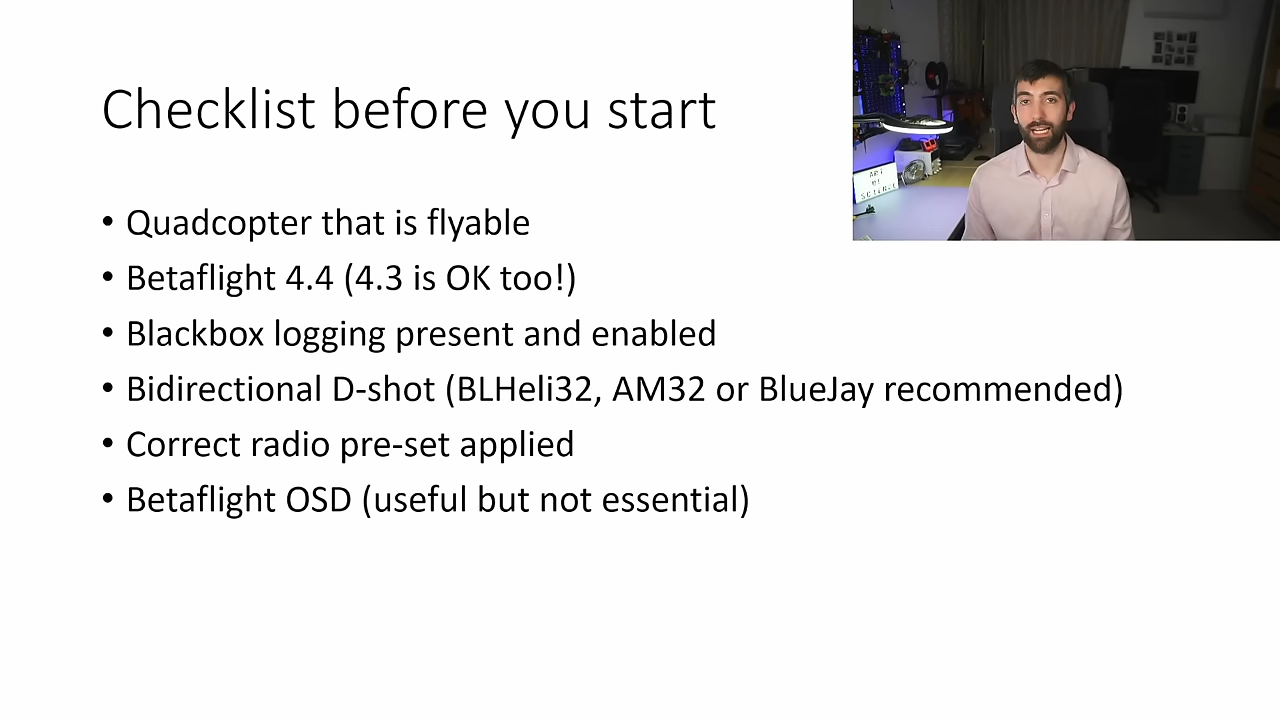 Checklist before you start
• Quadcopter that is flyable
• Betaflight 4.4 (4.3 is OK too!)
• Blackbox logging present and enabled
• Bidirectional D-shot (BLHeli32, AM32 or BlueJay recommended)
• Correct radio pre-set applied
• Betaflight OSD (useful but not essential)